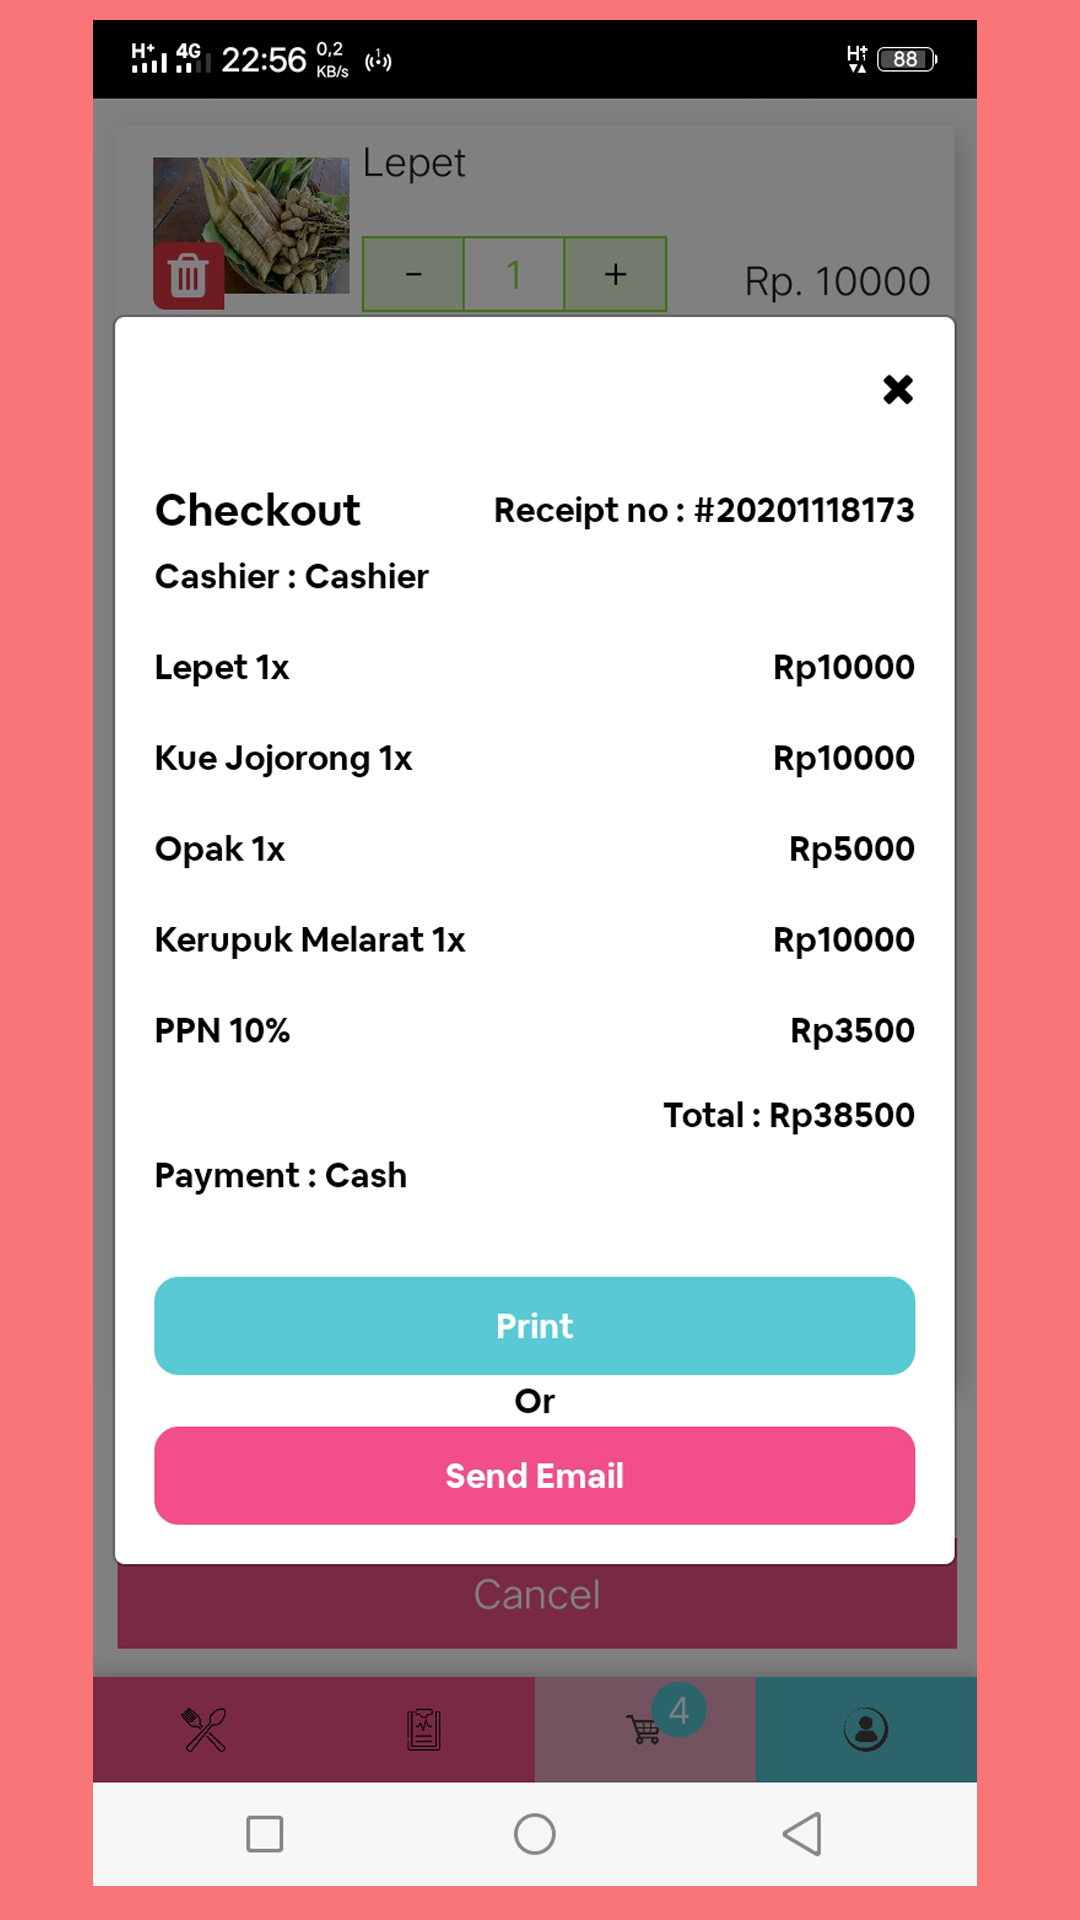 H+ 4G 22:56 0,2 KB/s 88
Lepet
- 1 +
Rp. 10000
Checkout
Receipt no : #20201118173
Cashier : Cashier
Lepet 1x Rp10000
Kue Jojorong 1x Rp10000
Opak 1x Rp5000
Kerupuk Melarat 1x Rp10000
PPN 10% Rp3500
Total : Rp38500
Payment : Cash
Print
Or
Send Email
Cancel
4